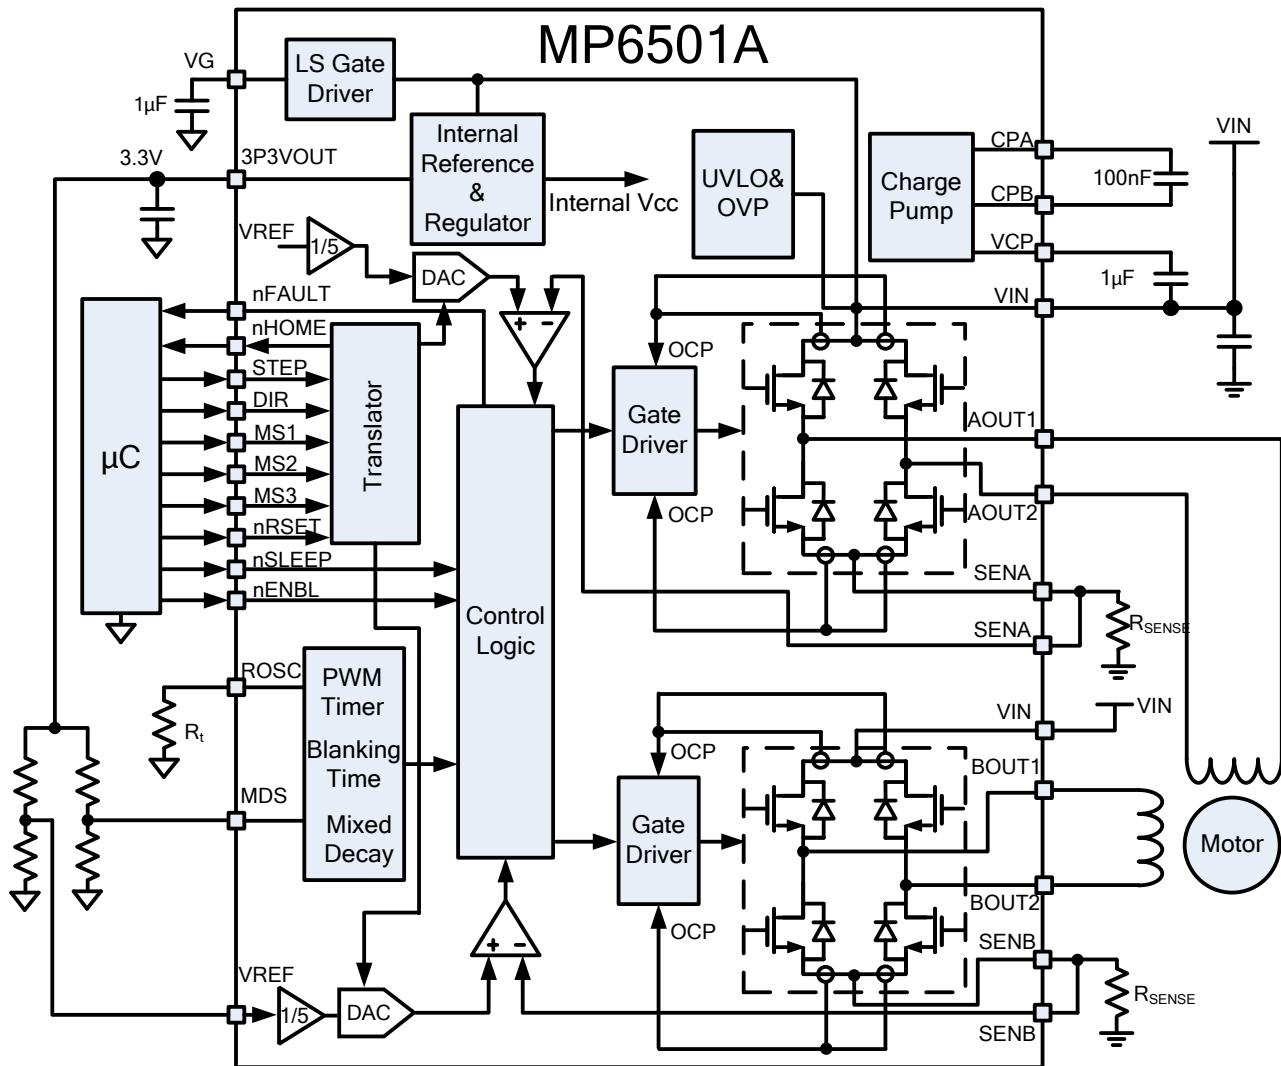 MP6501A
VG
1µF
LS Gate
Driver
3.3V
3P3VOUT
Internal
Reference
&
Regulator
Internal Vcc
UVLO&
OVP
Charge
Pump
CPA
CPB
VCP
VIN
100nF
1µF
VIN
VREF
1/5
DAC
+ −
µC
nFAULT
nHOME
STEP
DIR
MS1
MS2
MS3
nRSET
nSLEEP
nENBL
Translator
Control
Logic
OCP
Gate
Driver
OCP
AOUT1
AOUT2
SENA
SENA
RSENSE
ROSC
Rt
MDS
PWM
Timer
Blanking
Time
Mixed
Decay
OCP
Gate
Driver
OCP
VIN
VIN
BOUT1
BOUT2
Motor
SENB
SENB
RSENSE
+ −
VREF
1/5
DAC